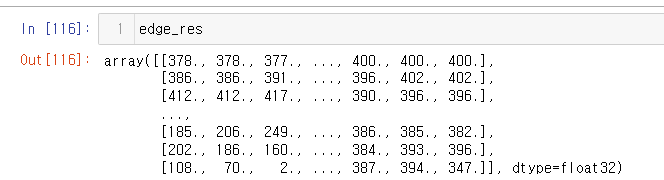 In [116]: 1 edge_res
Out[116]: array([[378., 378., 377., ..., 400., 400., 400.],
[386., 386., 391., ..., 396., 402., 402.],
[412., 412., 417., ..., 390., 396., 396.],
...,
[185., 206., 249., ..., 386., 385., 382.],
[202., 186., 160., ..., 384., 393., 396.],
[108., 70., 2., ..., 387., 394., 347.]], dtype=float32)